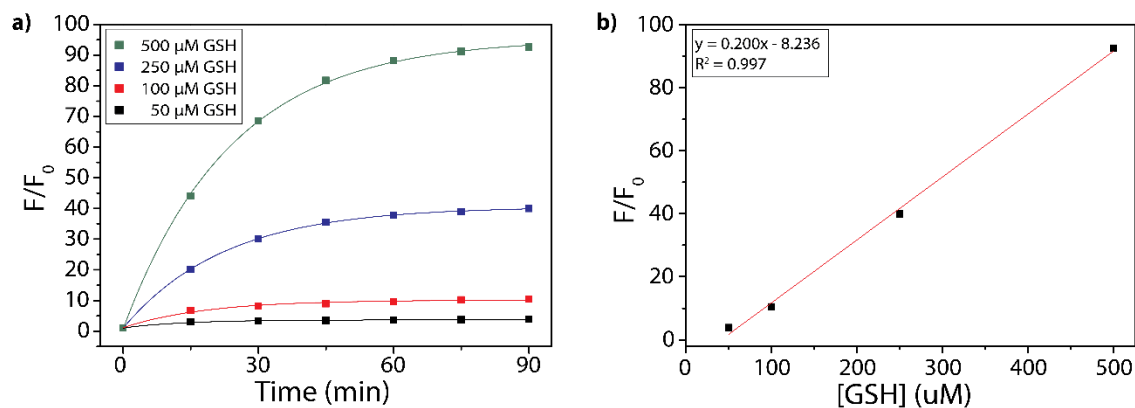 a)
100
90
80
70
60
50
40
30
20
10
0
F/F₀
500 μM GSH
250 μM GSH
100 μM GSH
50 μM GSH
0 30 60 90
Time (min)
b)
100
80
60
40
20
0
F/F₀
y = 0.200x - 8.236
R² = 0.997
0 100 200 300 400 500
[GSH] (uM)